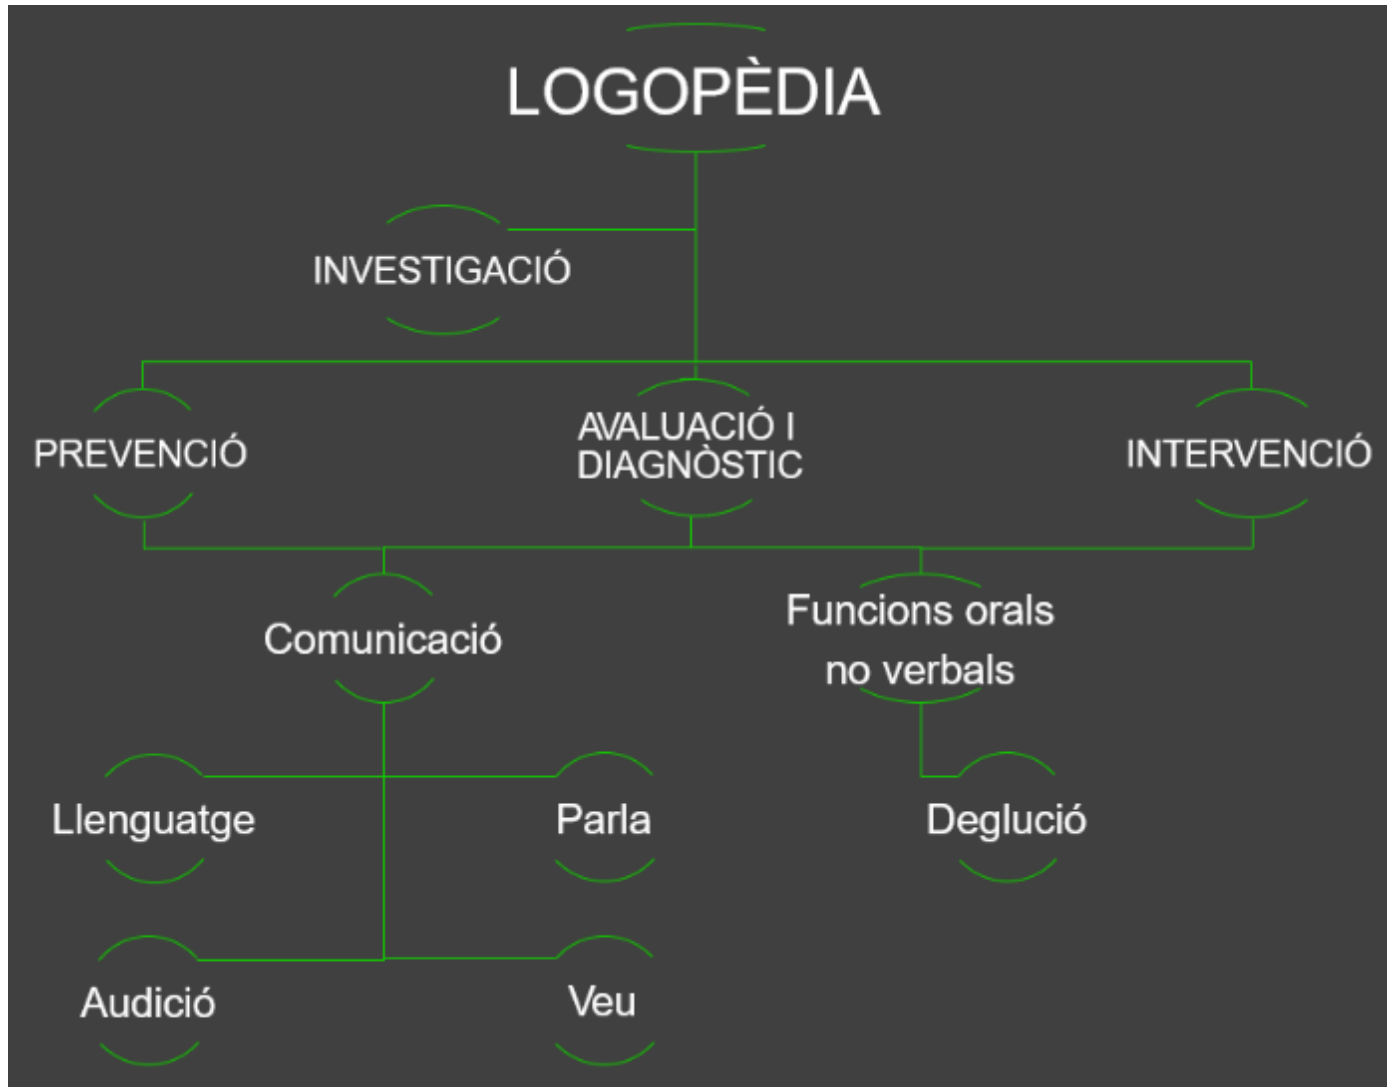 LOGOPÈDIA
INVESTIGACIÓ
PREVENCIÓ
AVALUACIÓ I
DIAGNÒSTIC
INTERVENCIÓ
Comunicació
Funcions orals
no verbals
Llenguatge
Parla
Deglució
Audició
Veu